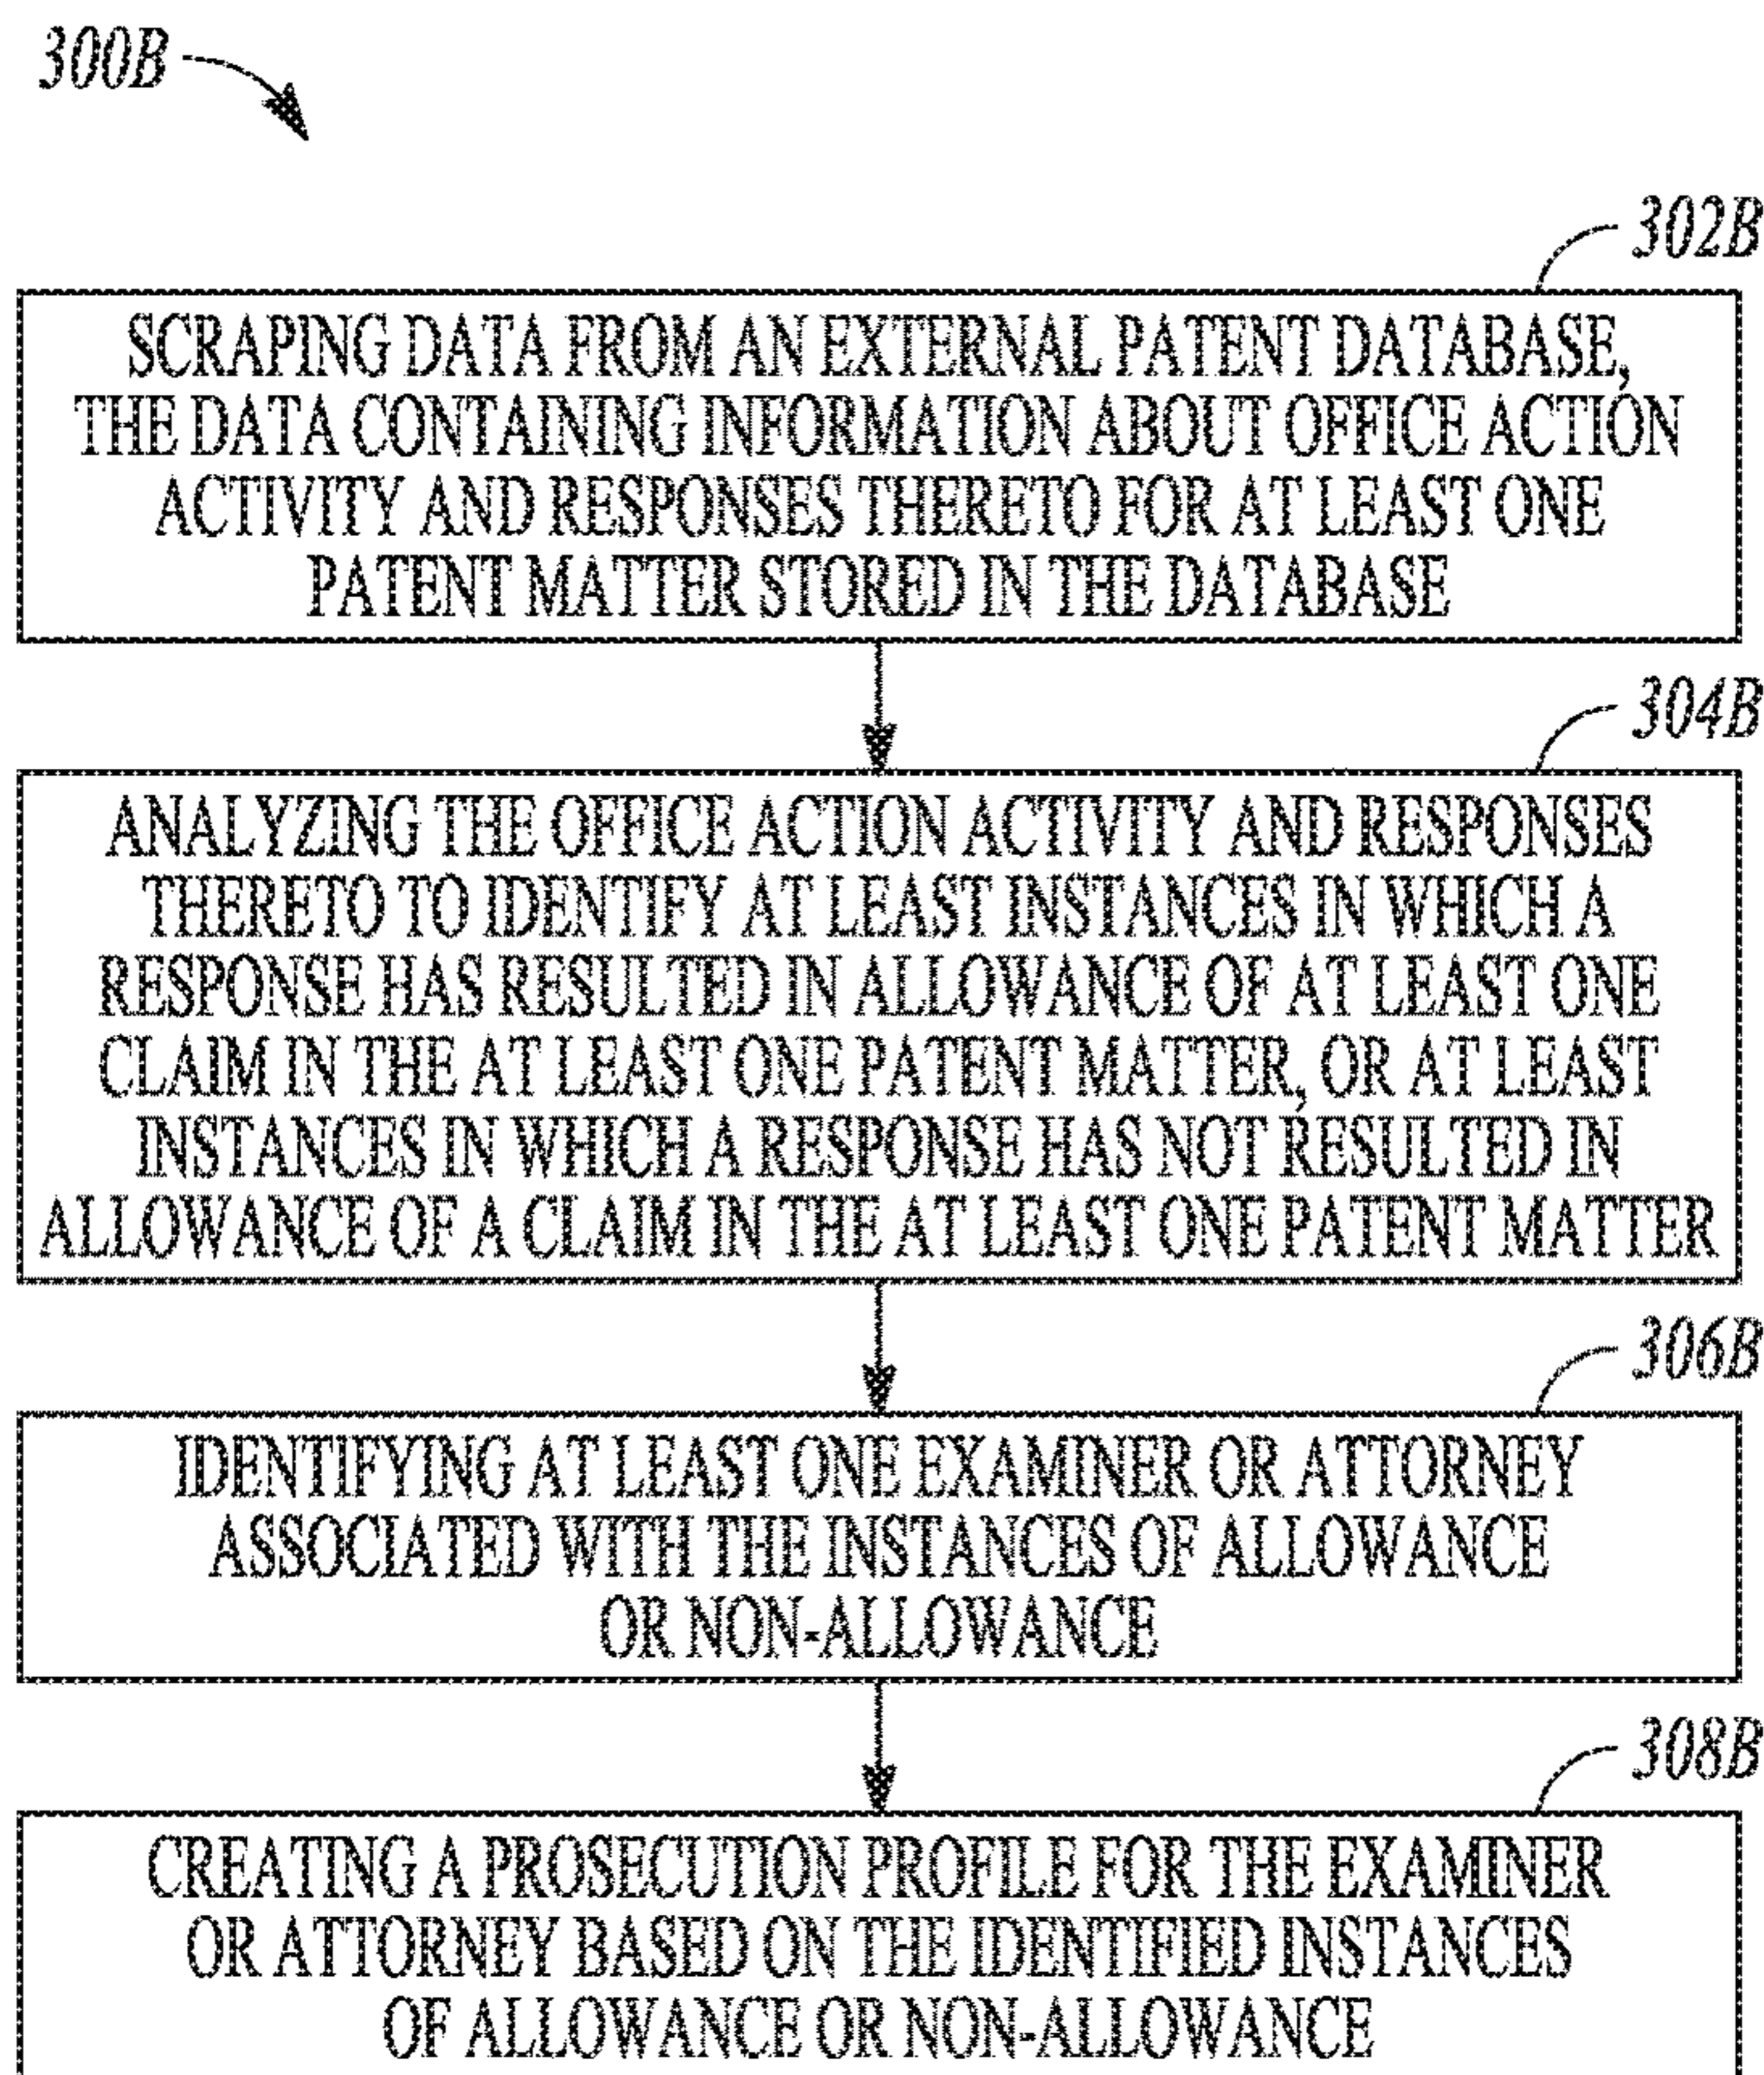 300B
302B
SCRAPING DATA FROM AN EXTERNAL PATENT DATABASE,
THE DATA CONTAINING INFORMATION ABOUT OFFICE ACTION
ACTIVITY AND RESPONSES THERETO FOR AT LEAST ONE
PATENT MATTER STORED IN THE DATABASE
304B
ANALYZING THE OFFICE ACTION ACTIVITY AND RESPONSES
THERETO TO IDENTIFY AT LEAST INSTANCES IN WHICH A
RESPONSE HAS RESULTED IN ALLOWANCE OF AT LEAST ONE
CLAIM IN THE AT LEAST ONE PATENT MATTER, OR AT LEAST
INSTANCES IN WHICH A RESPONSE HAS NOT RESULTED IN
ALLOWANCE OF A CLAIM IN THE AT LEAST ONE PATENT MATTER
306B
IDENTIFYING AT LEAST ONE EXAMINER OR ATTORNEY
ASSOCIATED WITH THE INSTANCES OF ALLOWANCE
OR NON-ALLOWANCE
308B
CREATING A PROSECUTION PROFILE FOR THE EXAMINER
OR ATTORNEY BASED ON THE IDENTIFIED INSTANCES
OF ALLOWANCE OR NON-ALLOWANCE